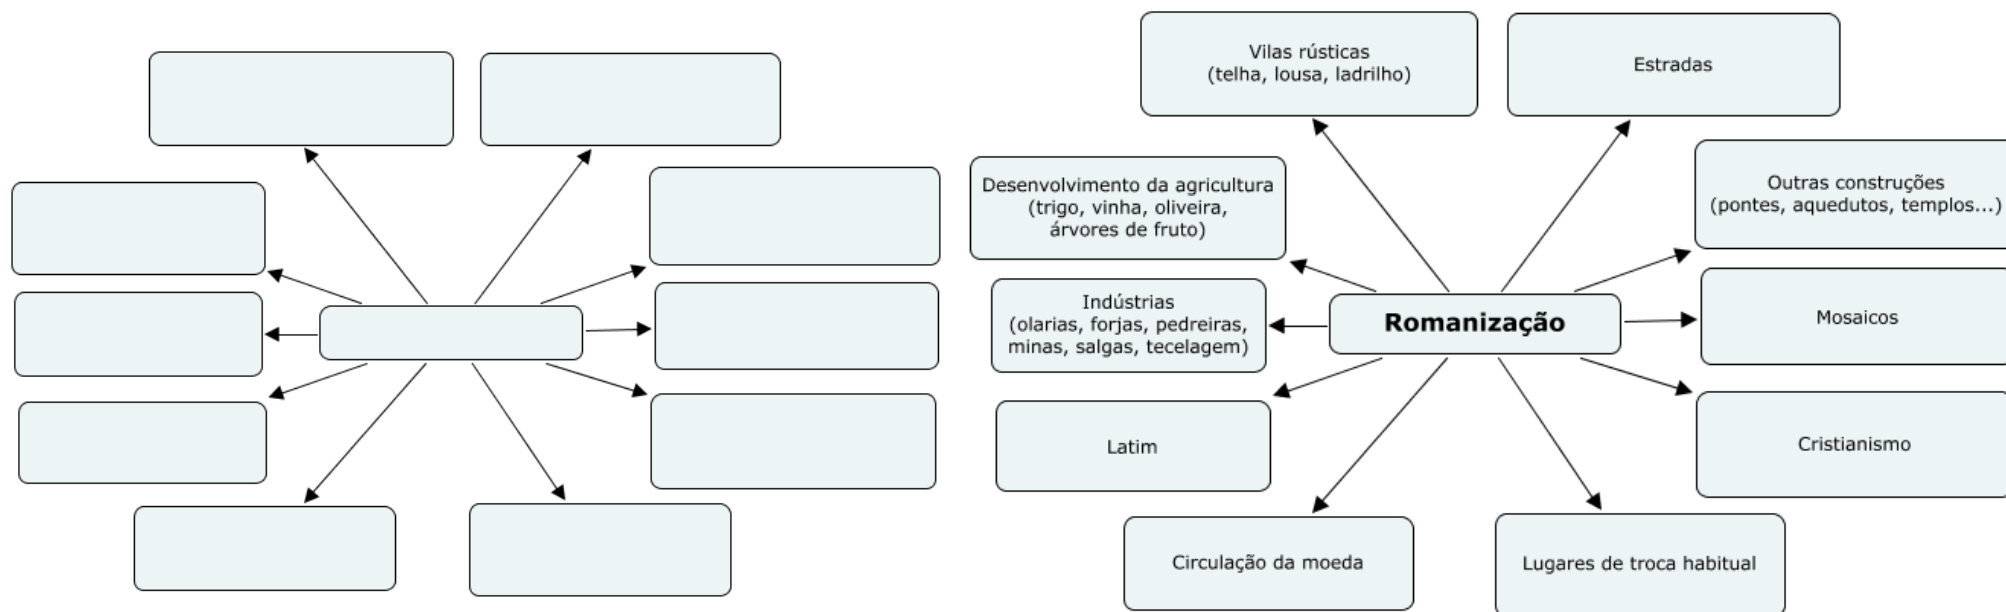 Vilas rústicas
(telha, lousa, ladrilho)
Estradas
Desenvolvimento da agricultura
(trigo, vinha, oliveira,
árvores de fruto)
Outras construções
(pontes, aquedutos, templos...)
Indústrias
(olarias, forjas, pedreiras,
minas, salgas, tecelagem)
Romanização
Mosaicos
Latim
Cristianismo
Circulação da moeda
Lugares de troca habitual